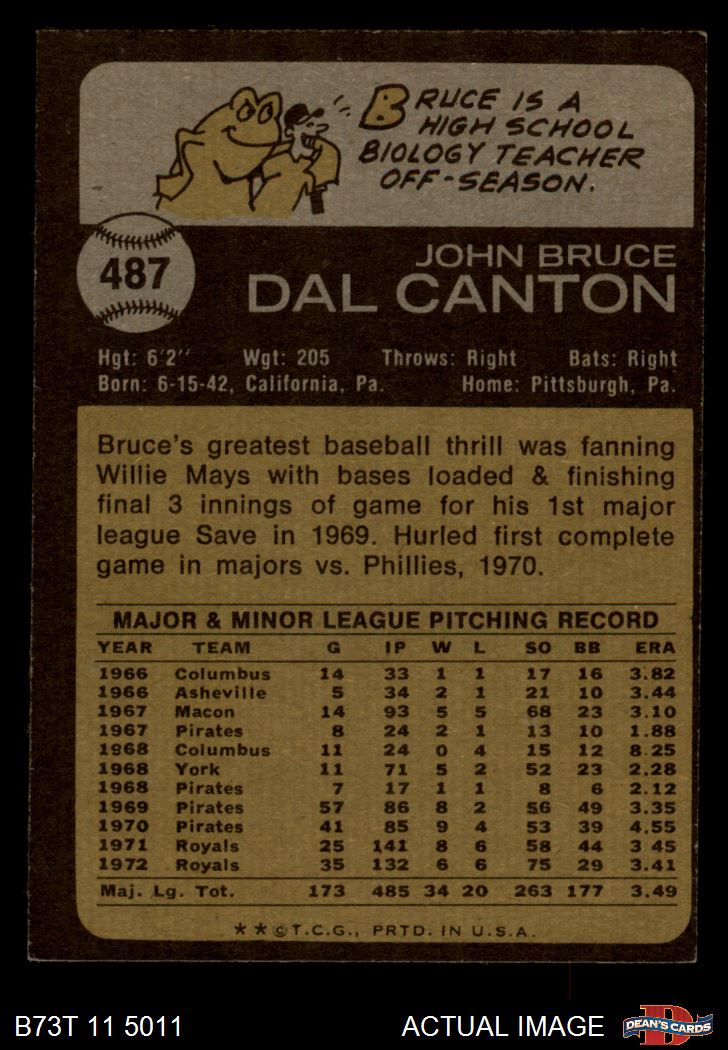 BRUCE IS A
HIGH SCHOOL
BIOLOGY TEACHER
OFF-SEASON.
487
JOHN BRUCE
DAL CANTON
Hgt: 6'2" Wgt: 205 Throws: Right Bats: Right
Born: 6-15-42, California, Pa. Home: Pittsburgh, Pa.
Bruce's greatest baseball thrill was fanning
Willie Mays with bases loaded & finishing
final 3 innings of game for his 1st major
league Save in 1969. Hurled first complete
game in majors vs. Phillies, 1970.
MAJOR & MINOR LEAGUE PITCHING RECORD
YEAR TEAM G IP W L SO BB ERA
1966 Columbus 14 33 1 1 17 16 3.82
1966 Asheville 5 34 2 1 21 10 3.44
1967 Macon 14 93 5 5 68 23 3.10
1967 Pirates 8 24 2 1 13 10 1.88
1968 Columbus 11 24 0 4 15 12 8.25
1968 York 11 71 5 2 52 23 2.28
1968 Pirates 7 17 1 1 8 6 2.12
1969 Pirates 57 86 8 2 56 49 3.35
1970 Pirates 41 85 9 4 53 39 4.55
1971 Royals 25 141 8 6 58 44 3 45
1972 Royals 35 132 6 6 75 29 3.41
Maj. Lg. Tot. 173 485 34 20 263 177 3.49
**©T.C.G., PRTD. IN U.S.A.
B73T 11 5011 ACTUAL IMAGE DEAN'S CARDS